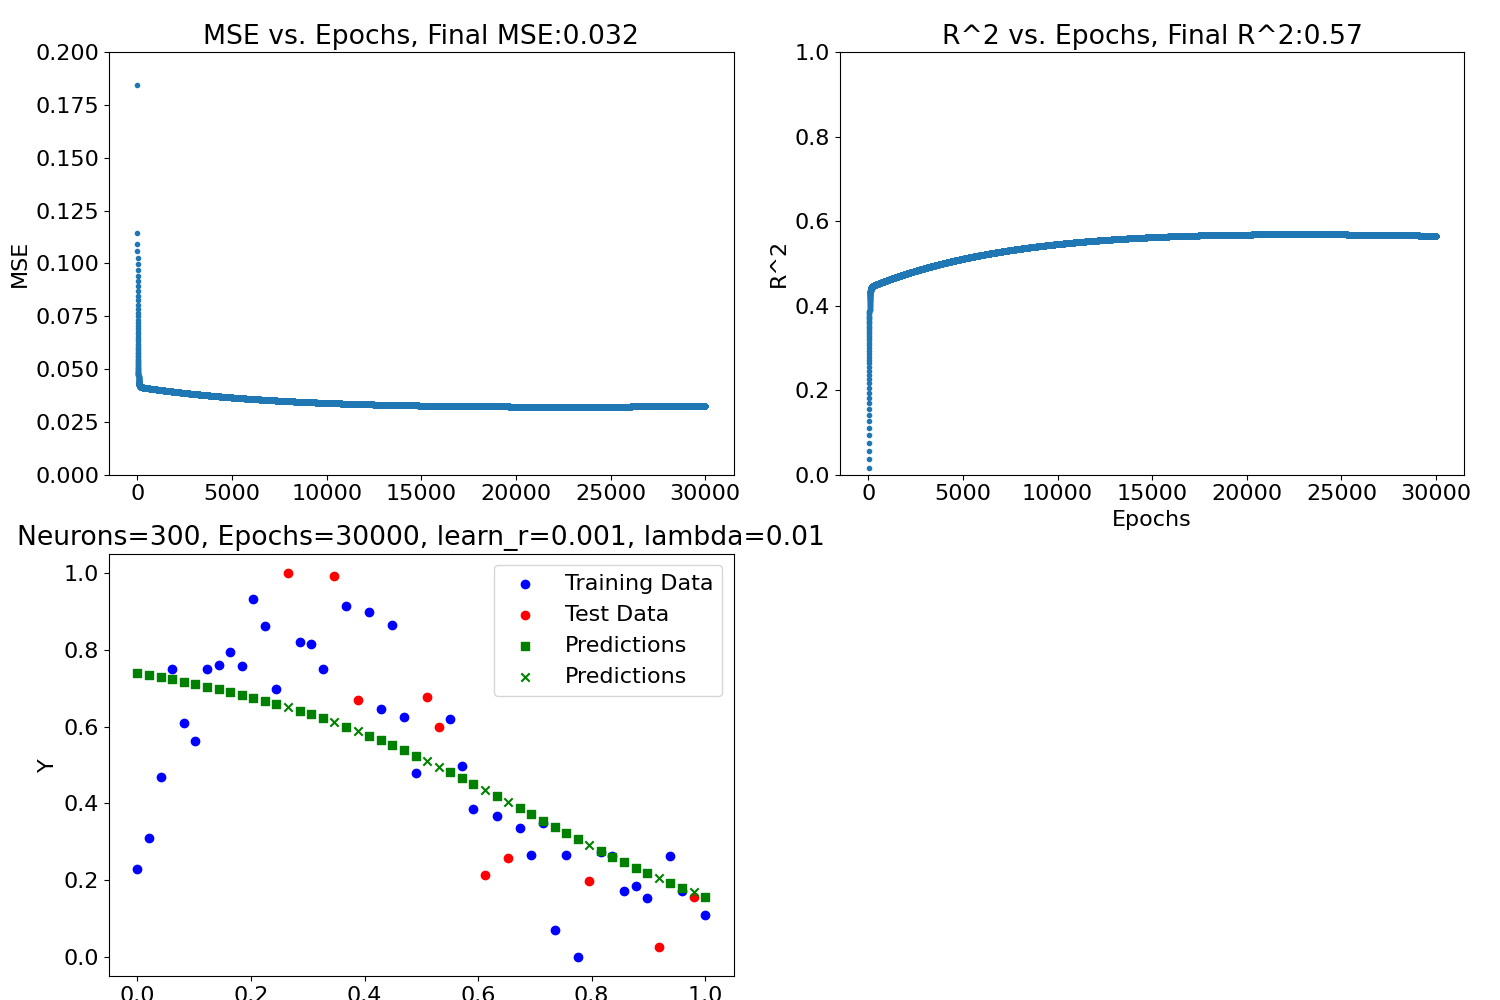 MSE vs. Epochs, Final MSE:0.032
0.200
0.175
0.150
0.125
0.100
0.075
0.050
0.025
0.000
MSE
0 5000 10000 15000 20000 25000 30000
R^2 vs. Epochs, Final R^2:0.57
1.0
0.8
0.6
0.4
0.2
0.0
R^2
0 5000 10000 15000 20000 25000 30000
Epochs
Neurons=300, Epochs=30000, learn_r=0.001, lambda=0.01
1.0
0.8
0.6
0.4
0.2
0.0
Y
Training Data
Test Data
Predictions
Predictions
0.0 0.2 0.4 0.6 0.8 1.0